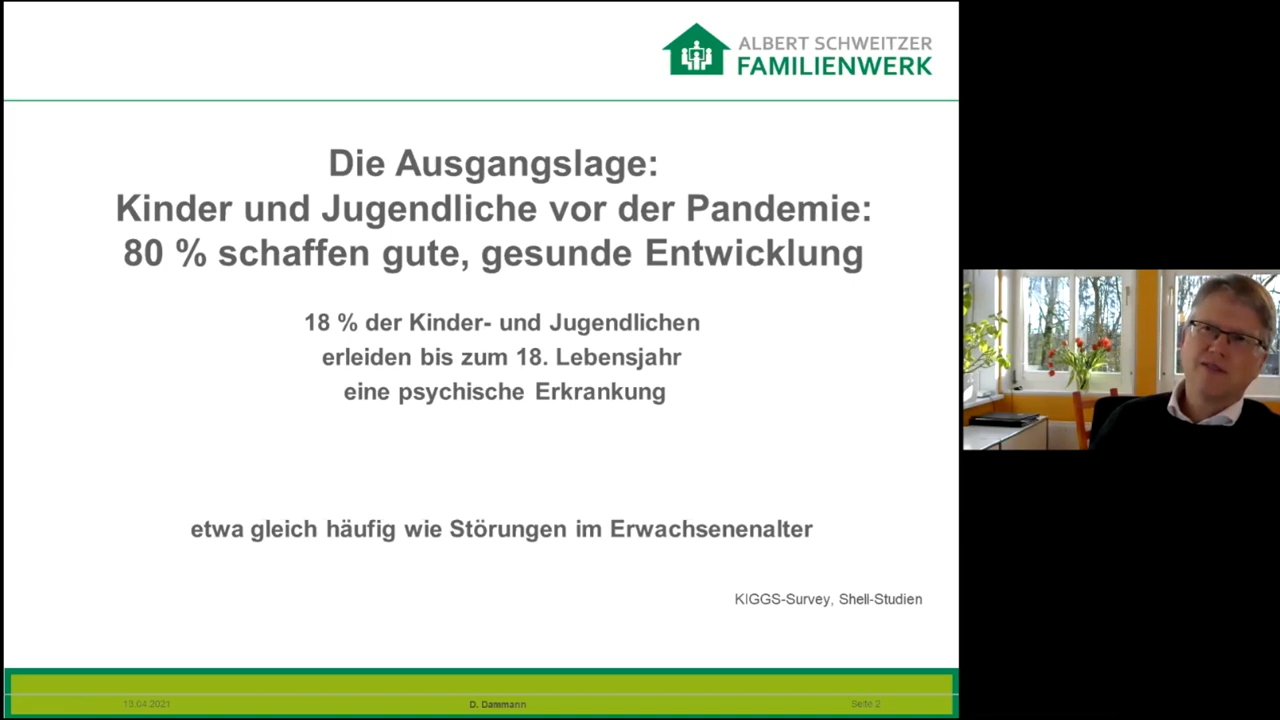 ALBERT SCHWEITZER
FAMILIENWERK
Die Ausgangslage:
Kinder und Jugendliche vor der Pandemie:
80 % schaffen gute, gesunde Entwicklung
18 % der Kinder- und Jugendlichen
erleiden bis zum 18. Lebensjahr
eine psychische Erkrankung
etwa gleich häufig wie Störungen im Erwachsenenalter
KIGGS-Survey, Shell-Studien
13.04.2021 D. Dammann Seite 2